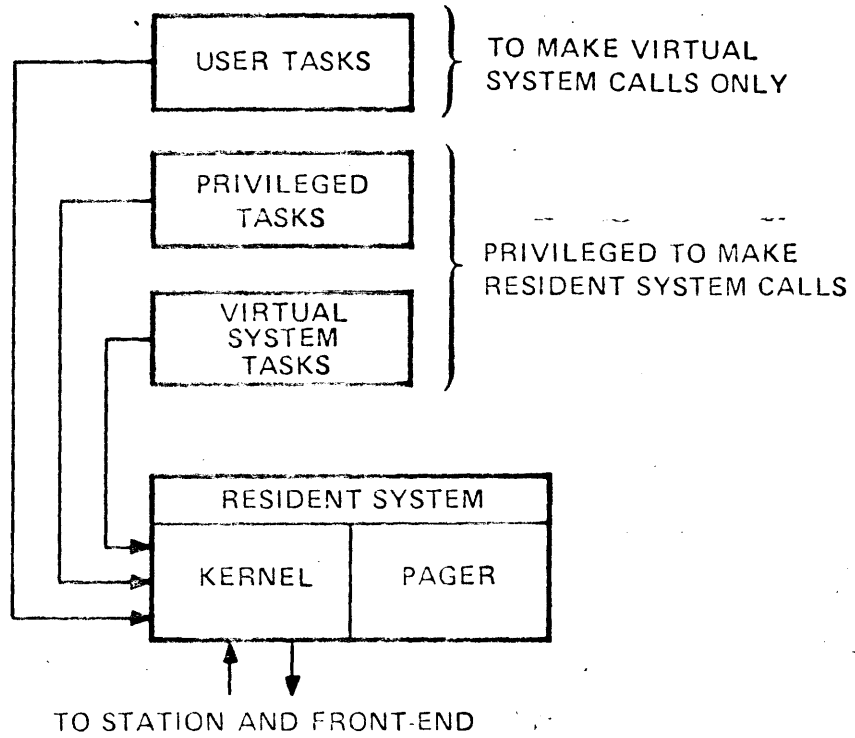 USER TASKS
TO MAKE VIRTUAL
SYSTEM CALLS ONLY
PRIVILEGED
TASKS
PRIVILEGED TO MAKE
RESIDENT SYSTEM CALLS
VIRTUAL
SYSTEM
TASKS
RESIDENT SYSTEM
KERNEL
PAGER
TO STATION AND FRONT-END